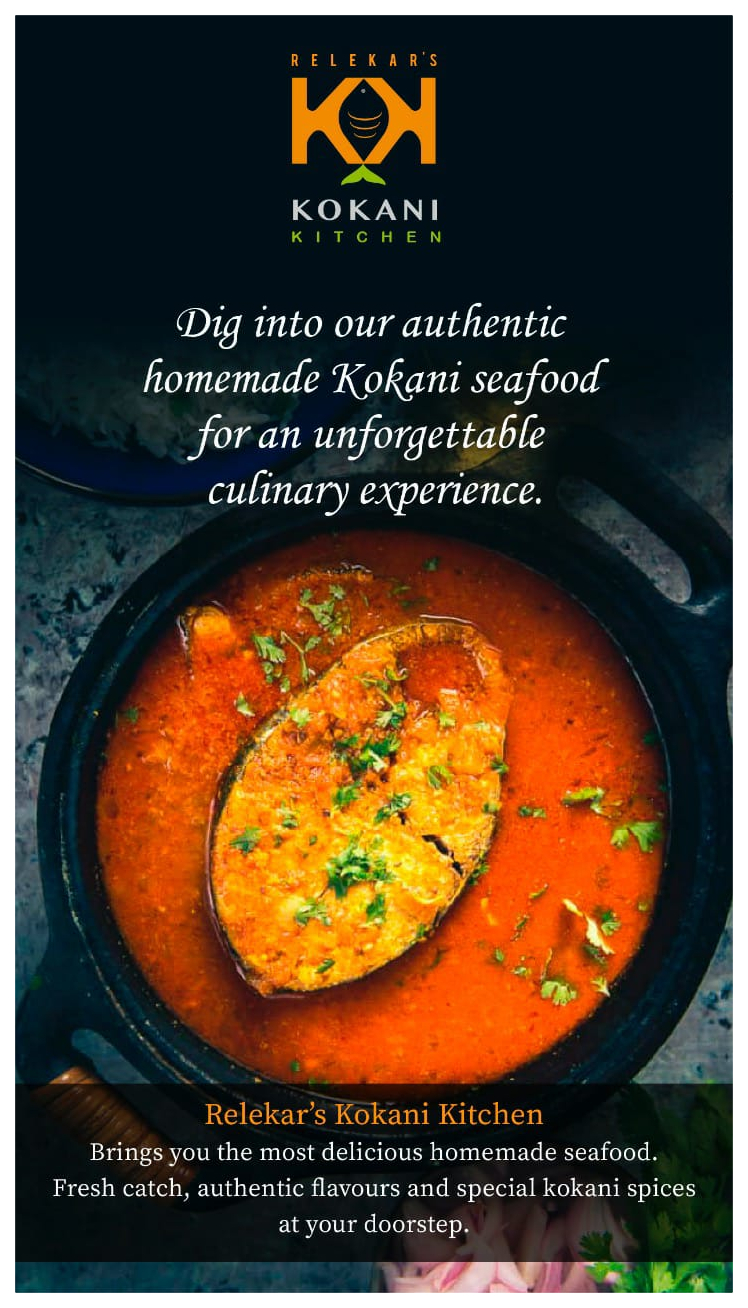 RELEKAR'S
KK
KOKANI
KITCHEN
Dig into our authentic
homemade Kokani seafood
for an unforgettable
culinary experience.
Relekar’s Kokani Kitchen
Brings you the most delicious homemade seafood.
Fresh catch, authentic flavours and special kokani spices
at your doorstep.